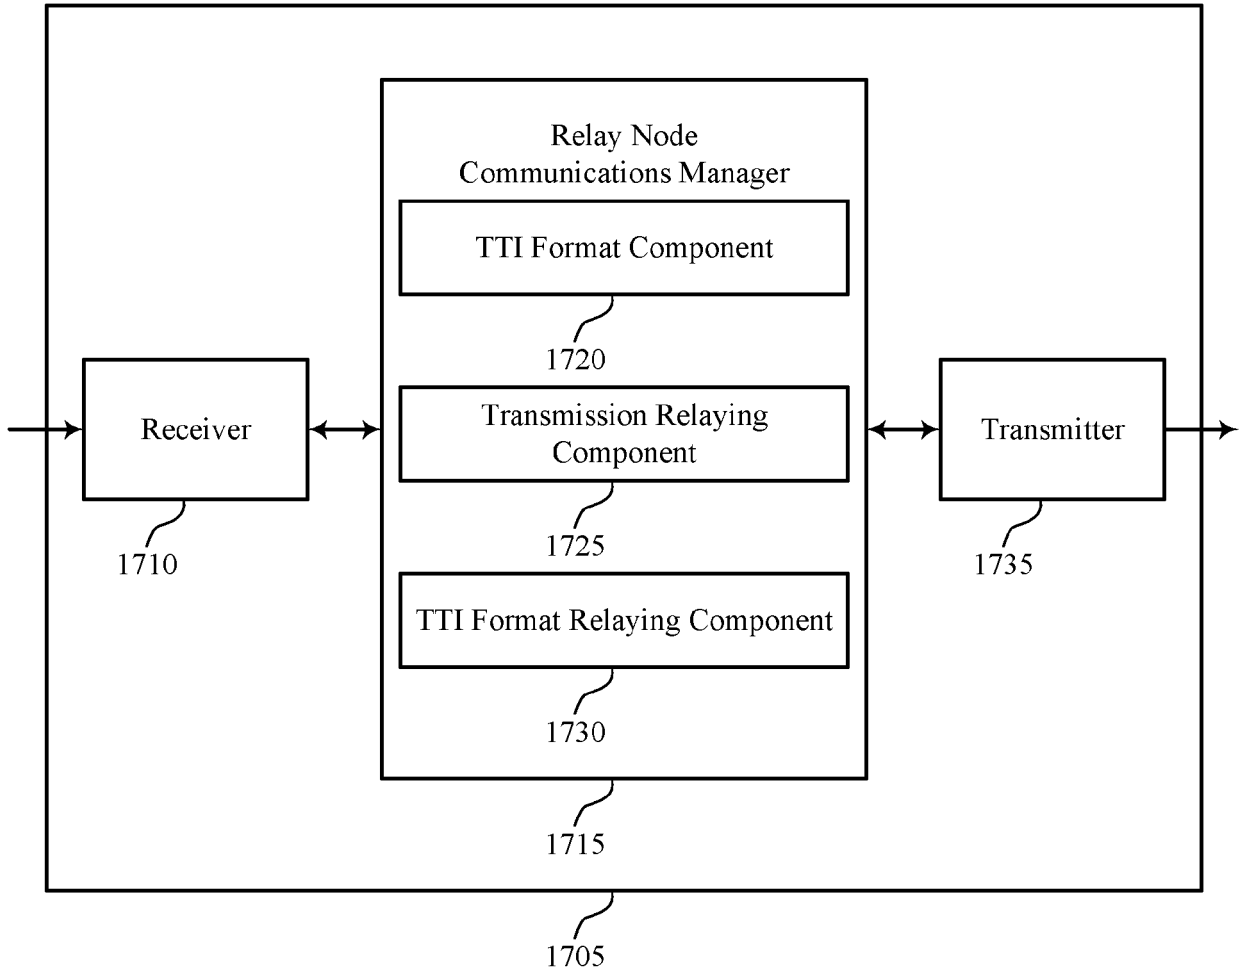 Relay Node
Communications Manager
TTI Format Component
1720
Receiver
1710
Transmission Relaying
Component
1725
Transmitter
1735
TTI Format Relaying Component
1730
1715
1705